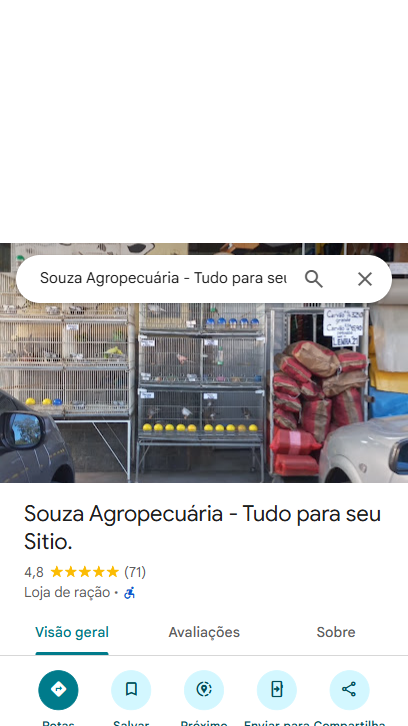 Souza Agropecuária - Tudo para seu
Souza Agropecuária - Tudo para seu
Sitio.
4,8
(71)
Loja de ração ·
Visão geral
Avaliações
Sobre
Rotas
Salvar
Próximo
Enviar para
Compartilha